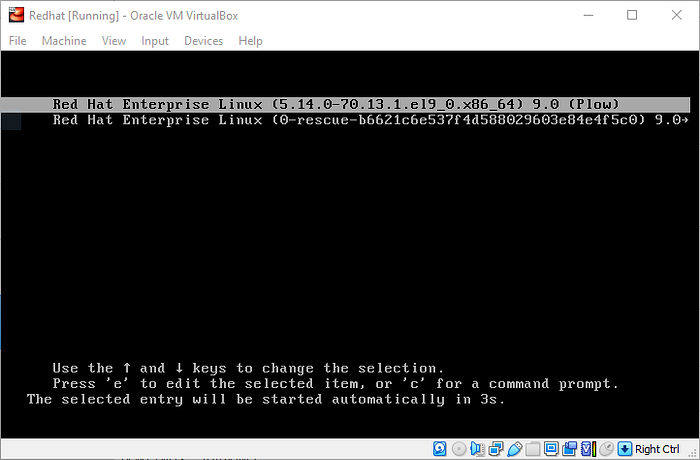 Redhat [Running] - Oracle VM VirtualBox
File Machine View Input Devices Help
Red Hat Enterprise Linux (5.14.0-70.13.1.el9_0.x86_64) 9.0 (Plow)
Red Hat Enterprise Linux (0-rescue-b6621c6e537f4d588029603e84e4f5c0) 9.0→
Use the ↑ and ↓ keys to change the selection.
Press 'e' to edit the selected item, or 'c' for a command prompt.
The selected entry will be started automatically in 3s.
Right Ctrl